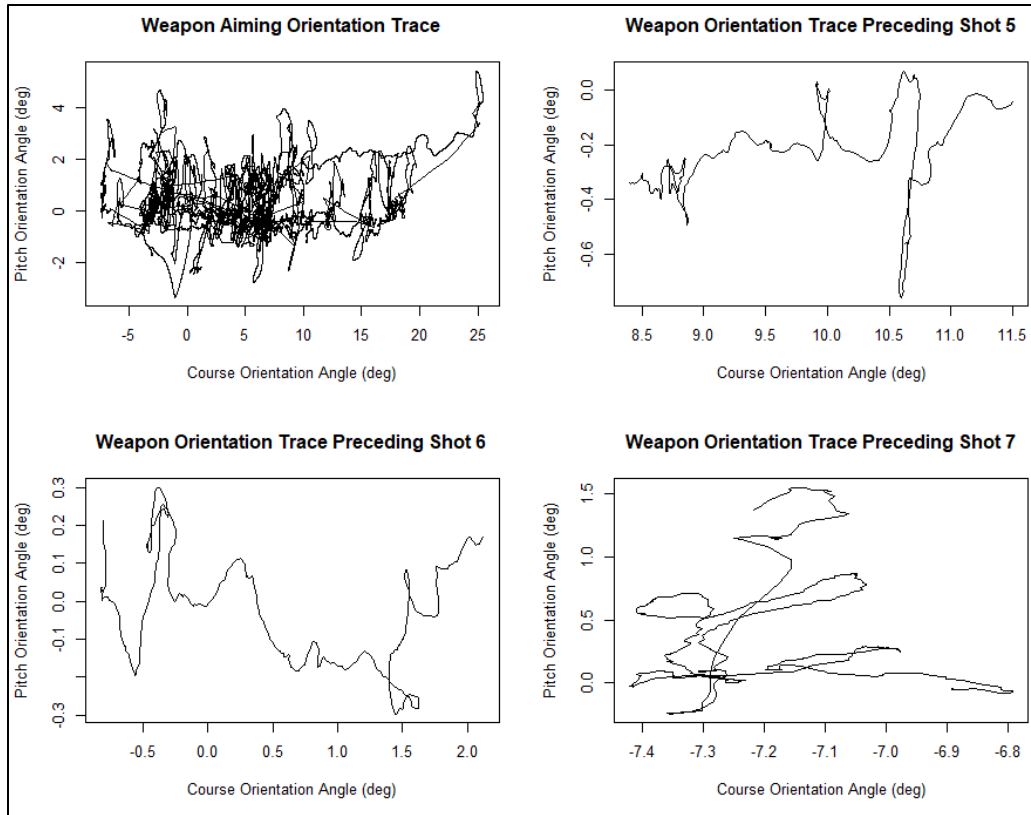 Weapon Aiming Orientation Trace
Pitch Orientation Angle (deg)
4
2
0
-2
-5 0 5 10 15 20 25
Course Orientation Angle (deg)
Weapon Orientation Trace Preceding Shot 5
Pitch Orientation Angle (deg)
0.0
-0.2
-0.4
-0.6
8.5 9.0 9.5 10.0 10.5 11.0 11.5
Course Orientation Angle (deg)
Weapon Orientation Trace Preceding Shot 6
Pitch Orientation Angle (deg)
0.3
0.2
0.1
0.0
-0.1
-0.3
-0.5 0.0 0.5 1.0 1.5 2.0
Course Orientation Angle (deg)
Weapon Orientation Trace Preceding Shot 7
Pitch Orientation Angle (deg)
1.5
1.0
0.5
0.0
-7.4 -7.3 -7.2 -7.1 -7.0 -6.9 -6.8
Course Orientation Angle (deg)